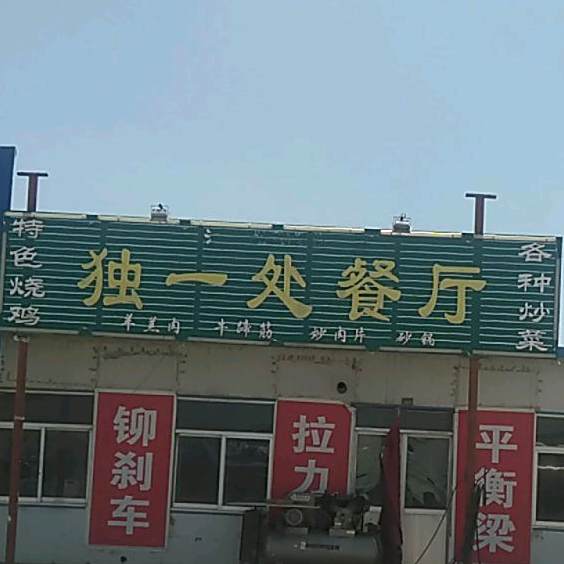 特色烧鸡
独一处餐厅
各种炒菜
羊羔肉 牛蹄筋 炒肉片 砂锅
铆刹车
拉力
平衡梁